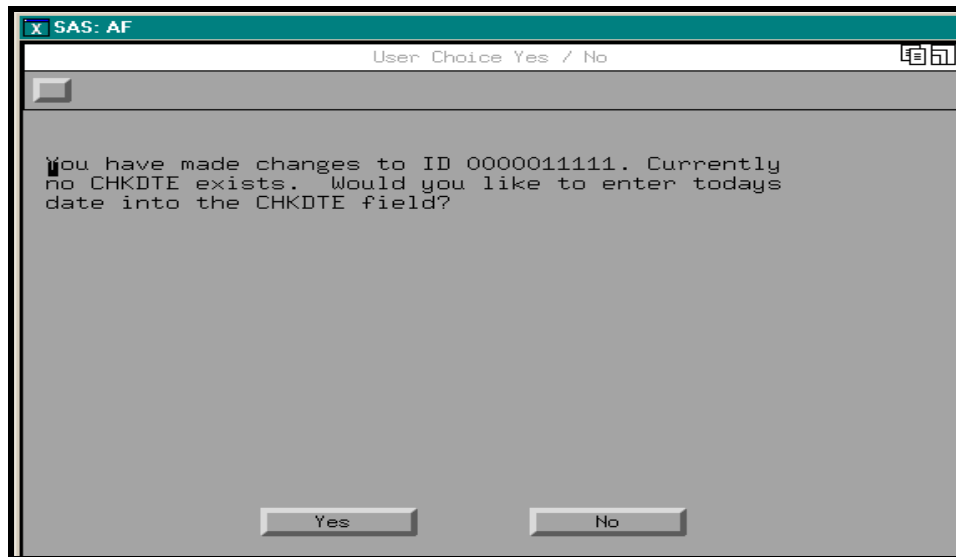 X SAS: AF
User Choice Yes / No
You have made changes to ID 0000011111. Currently
no CHKDTE exists.  Would you like to enter todays
date into the CHKDTE field?
Yes
No